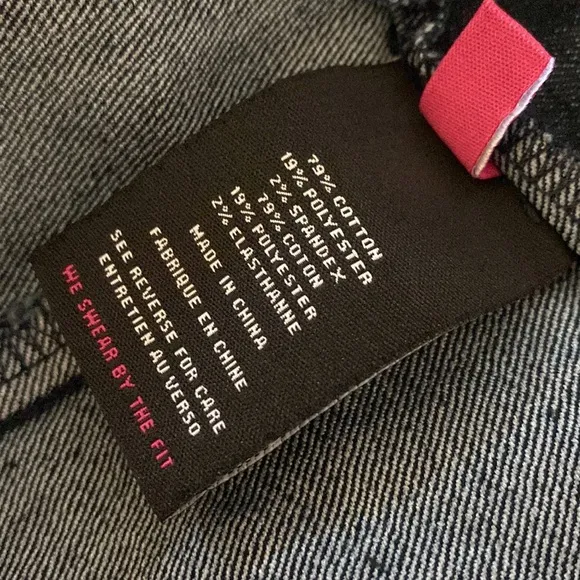 79% COTTON
19% POLYESTER
2% SPANDEX
79% COTON
19% POLYESTER
2% ELASTHANNE
MADE IN CHINA
FABRIQUE EN CHINE
SEE REVERSE FOR CARE
ENTRETIEN AU VERSO
WE SWEAR BY THE FIT